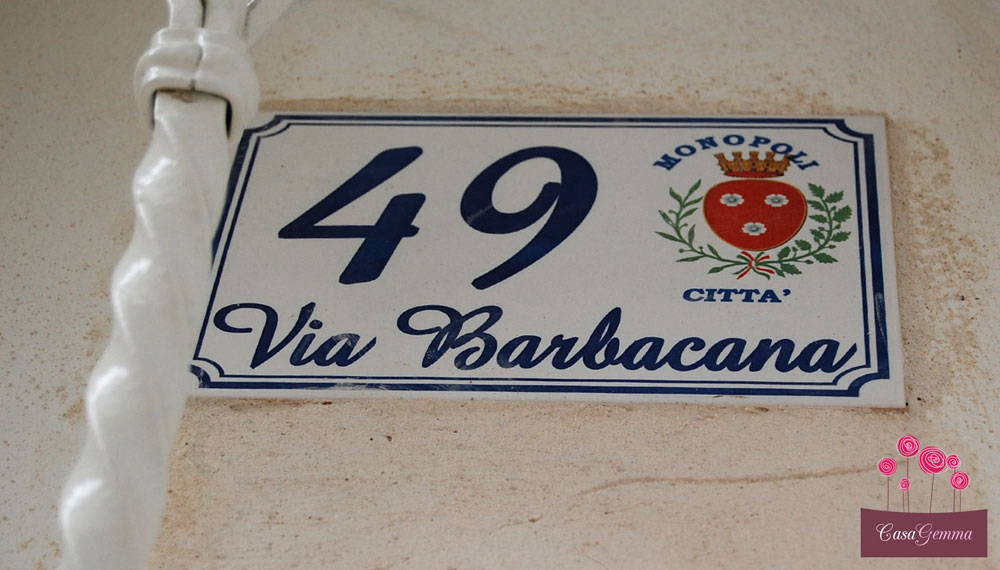 49
MONOPOLI
CITTA'
Via Barbacana
CasaGemma